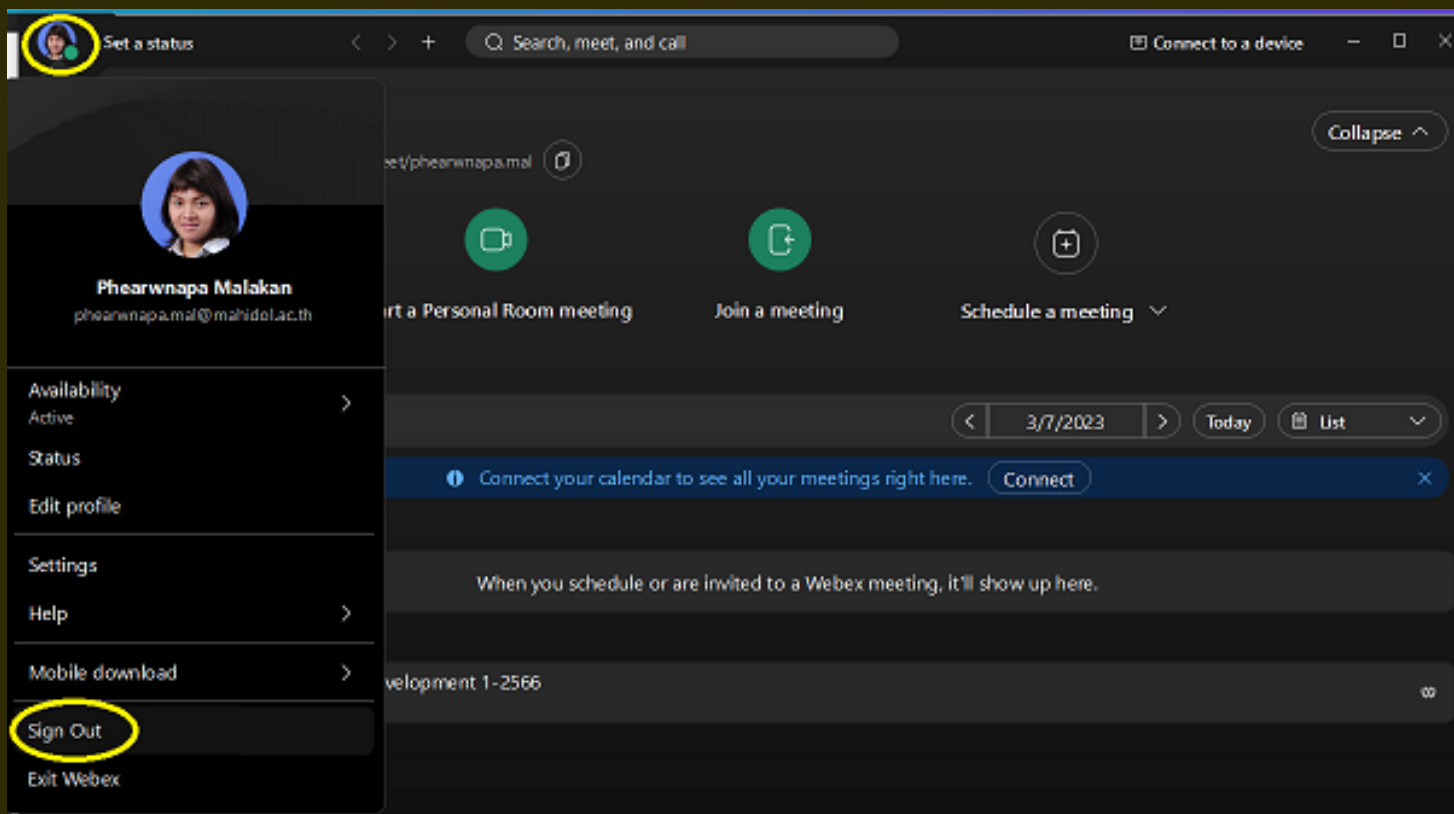 Set a status
Search, meet, and call
Connect to a device
Collapse
eet/phearwnapa.mal
Phearwnapa Malakan
phearwnapa.mal@mahidol.ac.th
rt a Personal Room meeting
Join a meeting
Schedule a meeting
Availability
Active
Status
Edit profile
Settings
Help
Mobile download
Sign Out
Exit Webex
3/7/2023
Today
List
Connect your calendar to see all your meetings right here.
Connect
When you schedule or are invited to a Webex meeting, it'll show up here.
velopment 1-2566